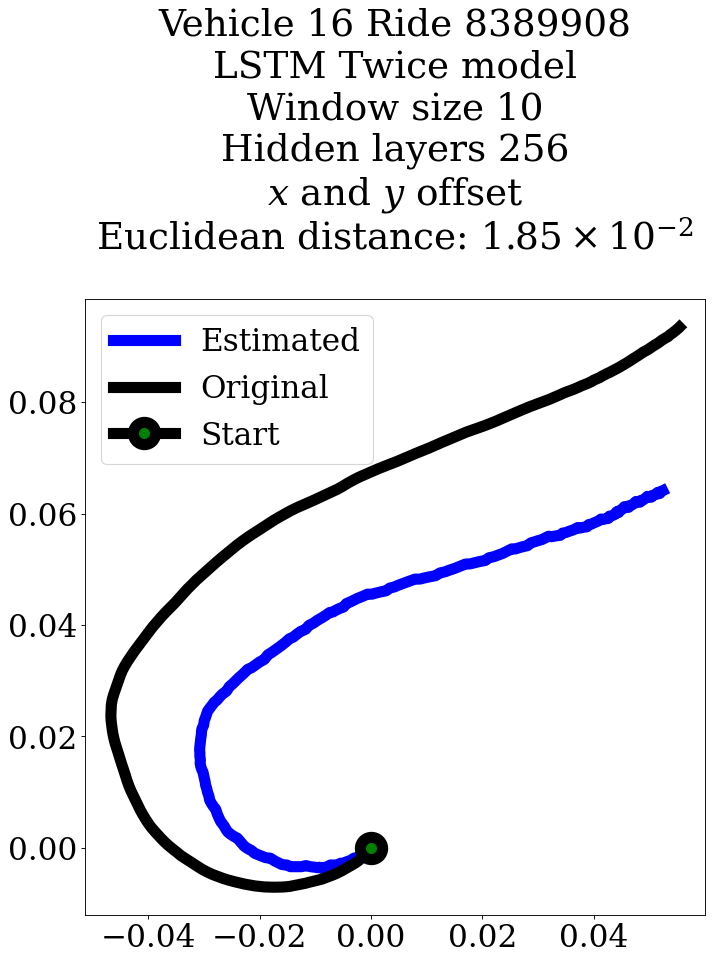 Vehicle 16 Ride 8389908
LSTM Twice model
Window size 10
Hidden layers 256
x and y offset
Euclidean distance: 1.85 × 10⁻²
Estimated
Original
Start
0.08
0.06
0.04
0.02
0.00
−0.04 −0.02 0.00 0.02 0.04